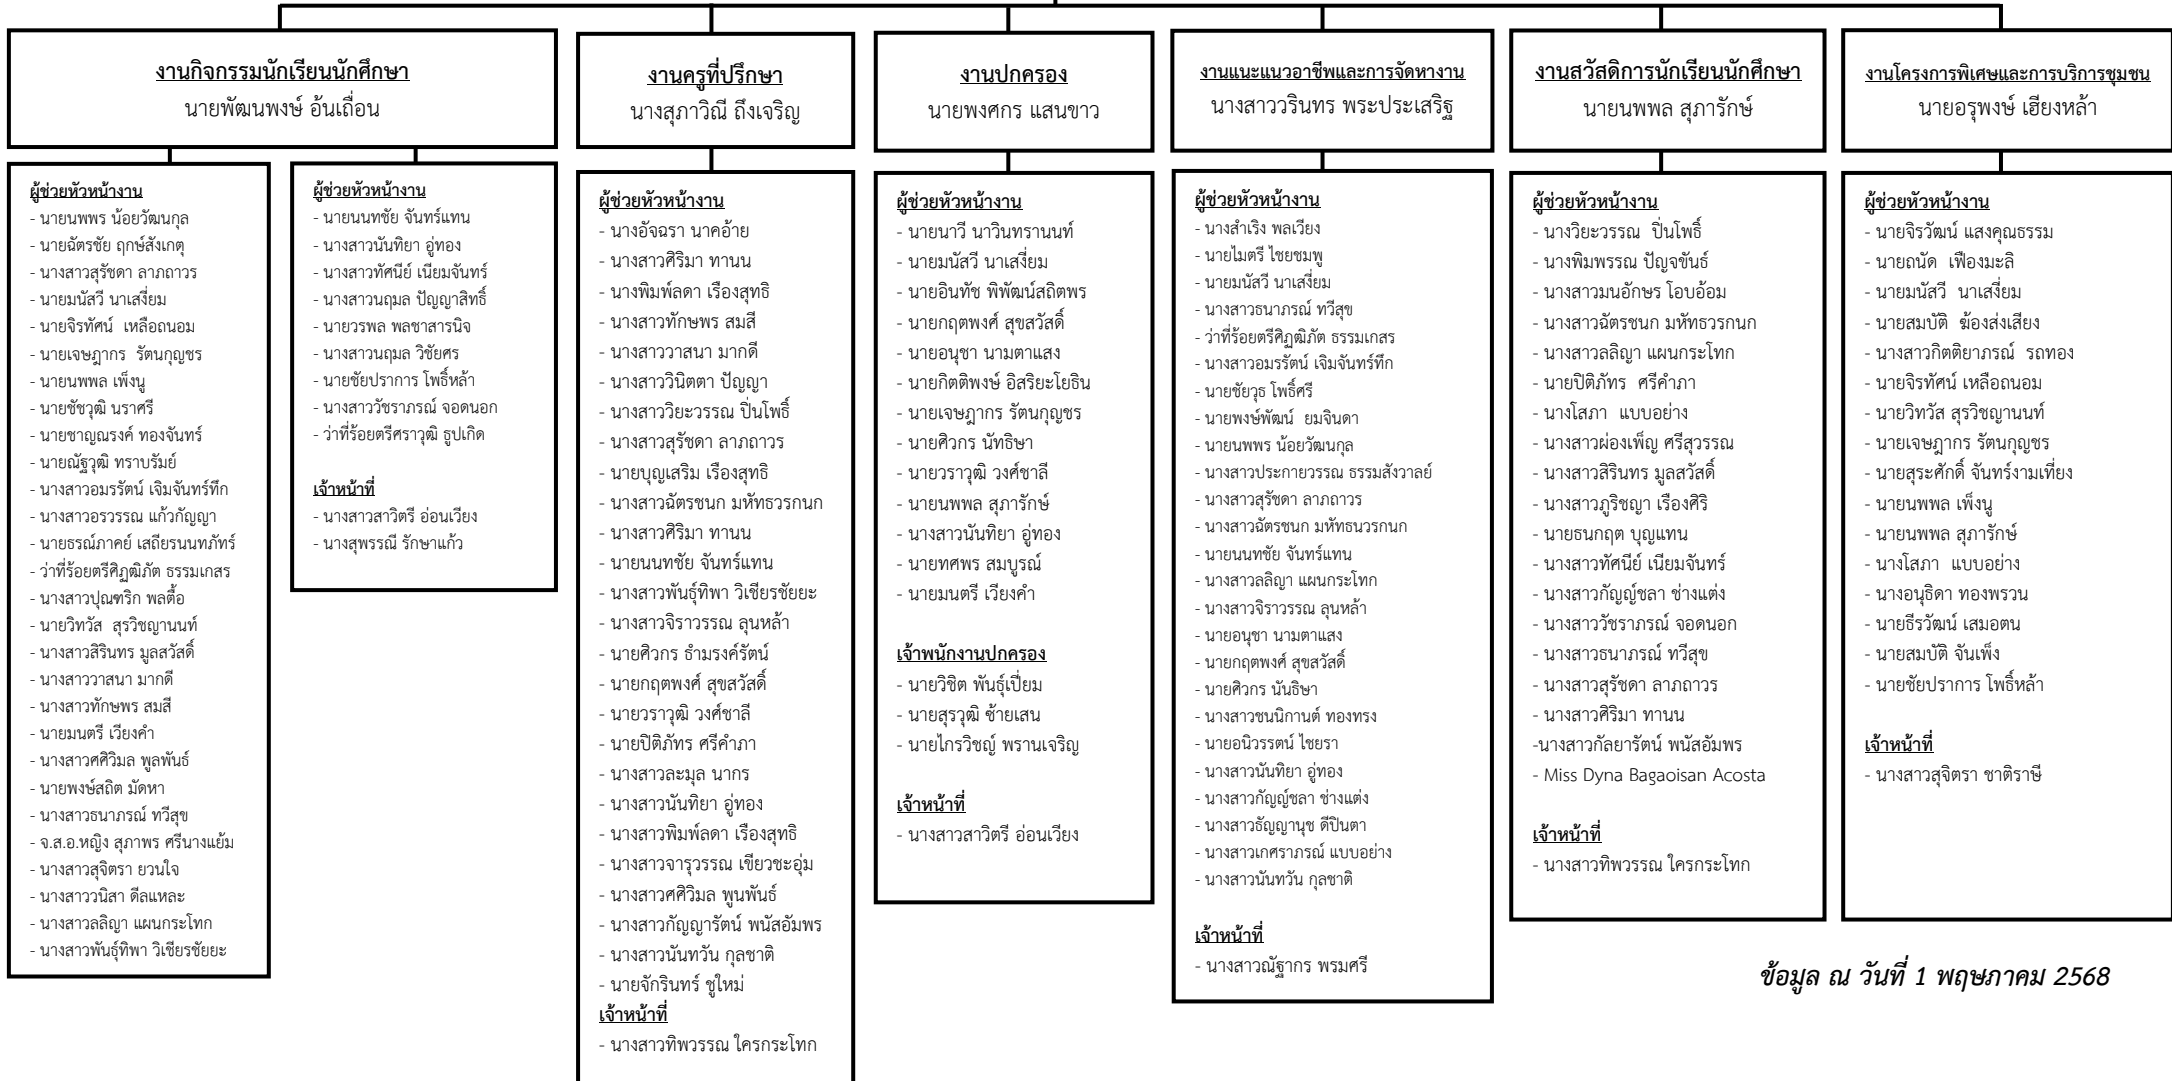 งานกิจกรรมนักเรียนนักศึกษา
นายพัฒนพงษ์ อ้นเถื่อน
ผู้ช่วยหัวหน้างาน
- นายนพพร น้อยวัฒนกุล
- นายฉัตรชัย ฤกษ์สังเกตุ
- นางสาวสุรัชดา ลาภถาวร
- นายมนัสวี นาเสงี่ยม
- นายจิรทัศน์  เหลือถนอม
- นายเจษฎากร  รัตนกุญชร
- นายนพพล เพ็งนู
- นายชัชวุฒิ นราศรี
- นายชาญณรงค์ ทองจันทร์
- นายณัฐวุฒิ ทราบรัมย์
- นางสาวอมรรัตน์ เจิมจันทร์ทึก
- นางสาวอรวรรณ แก้วกัญญา
- นายธรณ์ภาคย์ เสถียรนนทภัทร์
- ว่าที่ร้อยตรีศิฏฒิภัต ธรรมเกสร
- นางสาวปุณฑริก พลตื้อ
- นายวิทวัส  สุรวิชญานนท์
- นางสาวสิรินทร มูลสวัสดิ์
- นางสาววาสนา มากดี
- นางสาวทักษพร สมสี
- นายมนตรี เวียงคำ
- นางสาวศศิวิมล พูลพันธ์
- นายพงษ์สถิต มัดหา
- นางสาวธนาภรณ์ ทวีสุข
- จ.ส.อ.หญิง สุภาพร ศรีนางแย้ม
- นางสาวสุจิตรา ยวนใจ
- นางสาววนิสา ดีลแหละ
- นางสาวลลิญา แผนกระโทก
- นางสาวพันธุ์ทิพา วิเชียรชัยยะ
ผู้ช่วยหัวหน้างาน
- นายนนทชัย จันทร์แทน
- นางสาวนันทิยา อู่ทอง
- นางสาวทัศนีย์ เนียมจันทร์
- นางสาวนฤมล ปัญญาสิทธิ์
- นายวรพล พลชาสารนิจ
- นางสาวนฤมล วิชัยศร
- นายชัยปราการ โพธิ์หล้า
- นางสาววัชราภรณ์ จอดนอก
- ว่าที่ร้อยตรีศราวุฒิ ธูปเกิด
เจ้าหน้าที่
- นางสาวสาวิตรี อ่อนเวียง
- นางสุพรรณี รักษาแก้ว
งานครูที่ปรึกษา
นางสุภาวิณี ถึงเจริญ
ผู้ช่วยหัวหน้างาน
- นางอัจฉรา นาคอ้าย
- นางสาวศิริมา ทานน
- นางพิมพ์ลดา เรืองสุทธิ
- นางสาวทักษพร สมสี
- นางสาววาสนา มากดี
- นางสาววินิตตา ปัญญา
- นางสาววิยะวรรณ ปิ่นโพธิ์
- นางสาวสุรัชดา ลาภถาวร
- นายบุญเสริม เรืองสุทธิ
- นางสาวฉัตรชนก มหัทธวรกนก
- นางสาวศิริมา ทานน
- นายนนทชัย จันทร์แทน
- นางสาวพันธุ์ทิพา วิเชียรชัยยะ
- นางสาวจิราวรรณ ลุนหล้า
- นายศิวกร ธำมรงค์รัตน์
- นายกฤตพงศ์ สุขสวัสดิ์
- นายวราวุฒิ วงศ์ชาลี
- นายปิติภัทร ศรีคำภา
- นางสาวละมุล นากร
- นางสาวนันทิยา อู่ทอง
- นางสาวพิมพ์ลดา เรืองสุทธิ
- นางสาวจารุวรรณ เขียวชะอุ่ม
- นางสาวศศิวิมล พูนพันธ์
- นางสาวกัญญารัตน์ พนัสอัมพร
- นางสาวนันทวัน กุลชาติ
- นายจักรินทร์ ชูใหม่
เจ้าหน้าที่
- นางสาวทิพวรรณ ใครกระโทก
งานปกครอง
นายพงศกร แสนขาว
ผู้ช่วยหัวหน้างาน
- นายนาวี นาวินทรานนท์
- นายมนัสวี นาเสงี่ยม
- นายอินทัช พิพัฒน์สถิตพร
- นายกฤตพงศ์ สุขสวัสดิ์
- นายอนุชา นามตาแสง
- นายกิตติพงษ์ อิสริยะโยธิน
- นายเจษฎากร รัตนกุญชร
- นายศิวกร นัทธิษา
- นายวราวุฒิ วงศ์ชาลี
- นายนพพล สุภารักษ์
- นางสาวนันทิยา อู่ทอง
- นายทศพร สมบูรณ์
- นายมนตรี เวียงคำ
เจ้าพนักงานปกครอง
- นายวิชิต พันธุ์เปี่ยม
- นายสุรวุฒิ ซ้ายเสน
- นายไกรวิชญ์ พรานเจริญ
เจ้าหน้าที่
- นางสาวสาวิตรี อ่อนเวียง
งานแนะแนวอาชีพและการจัดหางาน
นางสาววรินทร พระประเสริฐ
ผู้ช่วยหัวหน้างาน
- นางสำเริง พลเวียง
- นายไมตรี ไชยชมพู
- นายมนัสวี นาเสงี่ยม
- นางสาวธนาภรณ์ ทวีสุข
- ว่าที่ร้อยตรีศิฏฒิภัต ธรรมเกสร
- นางสาวอมรรัตน์ เจิมจันทร์ทึก
- นายชัยวุธ โพธิ์ศรี
- นายพงษ์พัฒน์  ยมจินดา
- นายนพพร น้อยวัฒนกุล
- นางสาวประกายวรรณ ธรรมสังวาลย์
- นางสาวสุรัชดา ลาภถาวร
- นางสาวฉัตรชนก มหัทธนวรกนก
- นายนนทชัย จันทร์แทน
- นางสาวลลิญา แผนกระโทก
- นางสาวจิราวรรณ ลุนหล้า
- นายอนุชา นามตาแสง
- นายกฤตพงศ์ สุขสวัสดิ์
- นายศิวกร นันธิษา
- นางสาวชนนิกานต์ ทองทรง
- นายอนิวรรตน์ ไชยรา
- นางสาวนันทิยา อู่ทอง
- นางสาวกัญญ์ชลา ช่างแต่ง
- นางสาวธัญญานุช ดีปินตา
- นางสาวเกศราภรณ์ แบบอย่าง
- นางสาวนันทวัน กุลชาติ
เจ้าหน้าที่
- นางสาวณัฐากร พรมศรี
งานสวัสดิการนักเรียนนักศึกษา
นายนพพล สุภารักษ์
ผู้ช่วยหัวหน้างาน
- นางวิยะวรรณ  ปิ่นโพธิ์
- นางพิมพรรณ ปัญจขันธ์
- นางสาวมนอักษร โอบอ้อม
- นางสาวฉัตรชนก มหัทธวรกนก
- นางสาวลลิญา แผนกระโทก
- นายปิติภัทร  ศรีคำภา
- นางโสภา  แบบอย่าง
- นางสาวผ่องเพ็ญ ศรีสุวรรณ
- นางสาวสิรินทร มูลสวัสดิ์
- นางสาวภูริชญา เรืองศิริ
- นายธนกฤต บุญแทน
- นางสาวทัศนีย์ เนียมจันทร์
- นางสาวกัญญ์ชลา ช่างแต่ง
- นางสาววัชราภรณ์ จอดนอก
- นางสาวธนาภรณ์ ทวีสุข
- นางสาวสุรัชดา ลาภถาวร
- นางสาวศิริมา ทานน
-นางสาวกัลยารัตน์ พนัสอัมพร
- Miss Dyna Bagaoisan Acosta
เจ้าหน้าที่
- นางสาวทิพวรรณ ใครกระโทก
งานโครงการพิเศษและการบริการชุมชน
นายอรุพงษ์ เฮียงหล้า
ผู้ช่วยหัวหน้างาน
- นายจิรวัฒน์ แสงคุณธรรม
- นายถนัด  เฟืองมะลิ
- นายมนัสวี  นาเสงี่ยม
- นายสมบัติ  ฆ้องส่งเสียง
- นางสาวกิตติยาภรณ์  รถทอง
- นายจิรทัศน์ เหลือถนอม
- นายวิทวัส สุรวิชญานนท์
- นายเจษฎากร รัตนกุญชร
- นายสุระศักดิ์ จันทร์งามเที่ยง
- นายนพพล เพ็งนู
- นายนพพล สุภารักษ์
- นางโสภา  แบบอย่าง
- นางอนุธิดา ทองพรวน
- นายธีรวัฒน์ เสมอตน
- นายสมบัติ จันเพ็ง
- นายชัยปราการ โพธิ์หล้า
เจ้าหน้าที่
- นางสาวสุจิตรา ชาติราษี
ข้อมูล ณ วันที่ 1 พฤษภาคม 2568